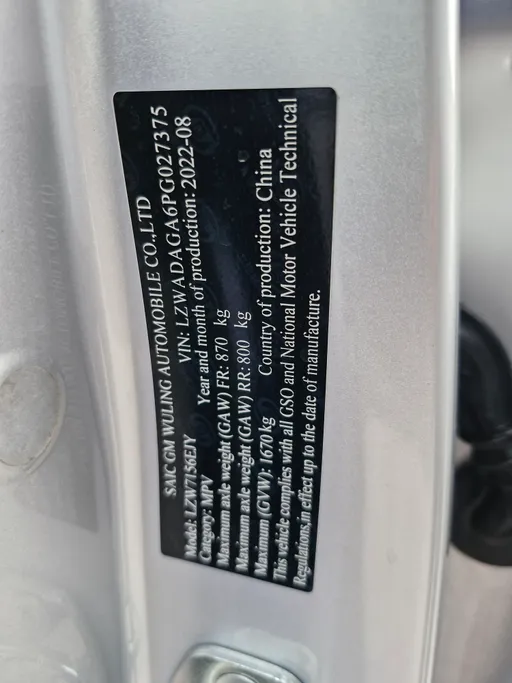 SAIC GM WULING AUTOMOBILE CO.,LTD
Model: LZW7156EJY VIN: LZWADAGA6PG027375
Category: MPV Year and month of production: 2022-08
Maximum axle weight (GAW) FR: 870 kg
Maximum axle weight (GAW) RR: 800 kg
Maximum (GVW): 1670kg Country of production: China
This vehicle complies with all GSO and National Motor Vehicle Technical
Regulations,in effect up to the date of manufacture.